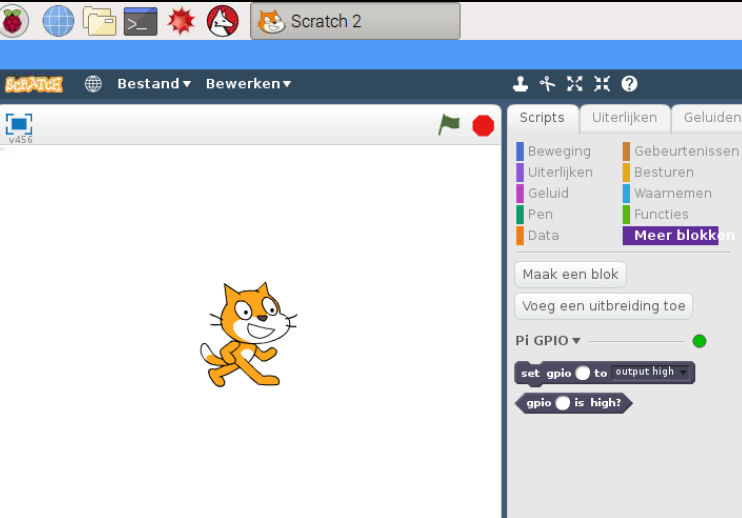 Scratch 2
SCRATCH Bestand Bewerken
v456
Scripts Uiterlijken Geluiden
Beweging Gebeurtenissen
Uiterlijken Besturen
Geluid Waarnemen
Pen Functies
Data Meer blokken
Maak een blok
Voeg een uitbreiding toe
Pi GPIO
set gpio to output high
gpio is high?